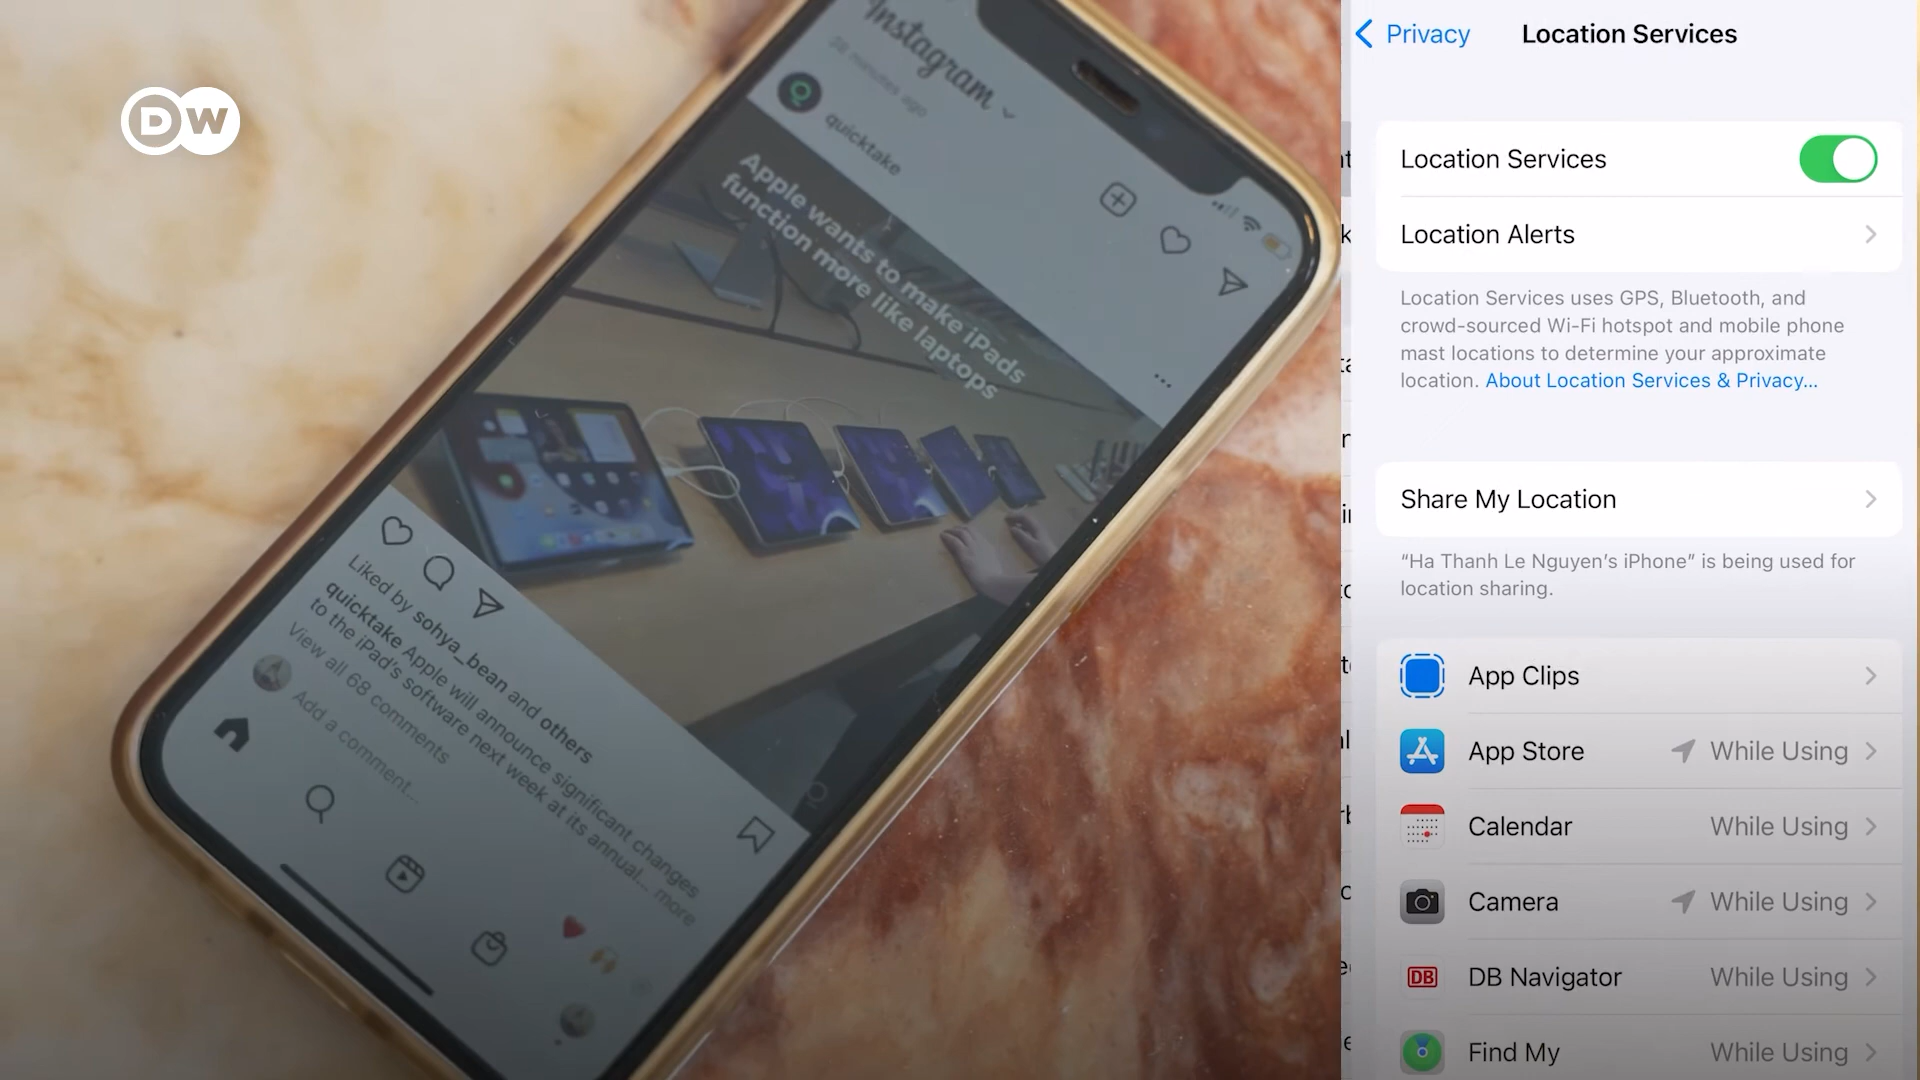 DW
Instagram
28 minutes ago
quicktake
Apple wants to make iPads
function more like laptops
Liked by sohya_bean and others
quicktake Apple will announce significant changes
to the iPad's software next week at its annual... more
View all 68 comments
Add a comment...
Privacy
Location Services
Location Services
Location Alerts
Location Services uses GPS, Bluetooth, and
crowd-sourced Wi-Fi hotspot and mobile phone
mast locations to determine your approximate
location. About Location Services & Privacy...
Share My Location
“Ha Thanh Le Nguyen’s iPhone” is being used for
location sharing.
App Clips
App Store While Using
Calendar While Using
Camera While Using
DB DB Navigator While Using
Find My While Using